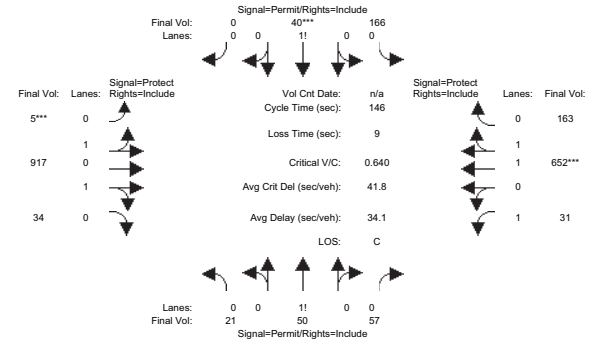 Signal=Permit/Rights=Include
Final Vol: 0 40*** 166
Lanes: 0 0 1! 0 0
Signal=Protect Signal=Protect
Final Vol: Lanes: Rights=Include Vol Cnt Date: n/a Rights=Include Lanes: Final Vol:
Cycle Time (sec): 146
5*** 0 0 163
Loss Time (sec): 9
1 1
917 0 Critical V/C: 0.640 1 652***
1 Avg Crit Del (sec/veh): 41.8 0
34 0 Avg Delay (sec/veh): 34.1 1 31
LOS: C
Lanes: 0 0 1! 0 0
Final Vol: 21 50 57
Signal=Permit/Rights=Include